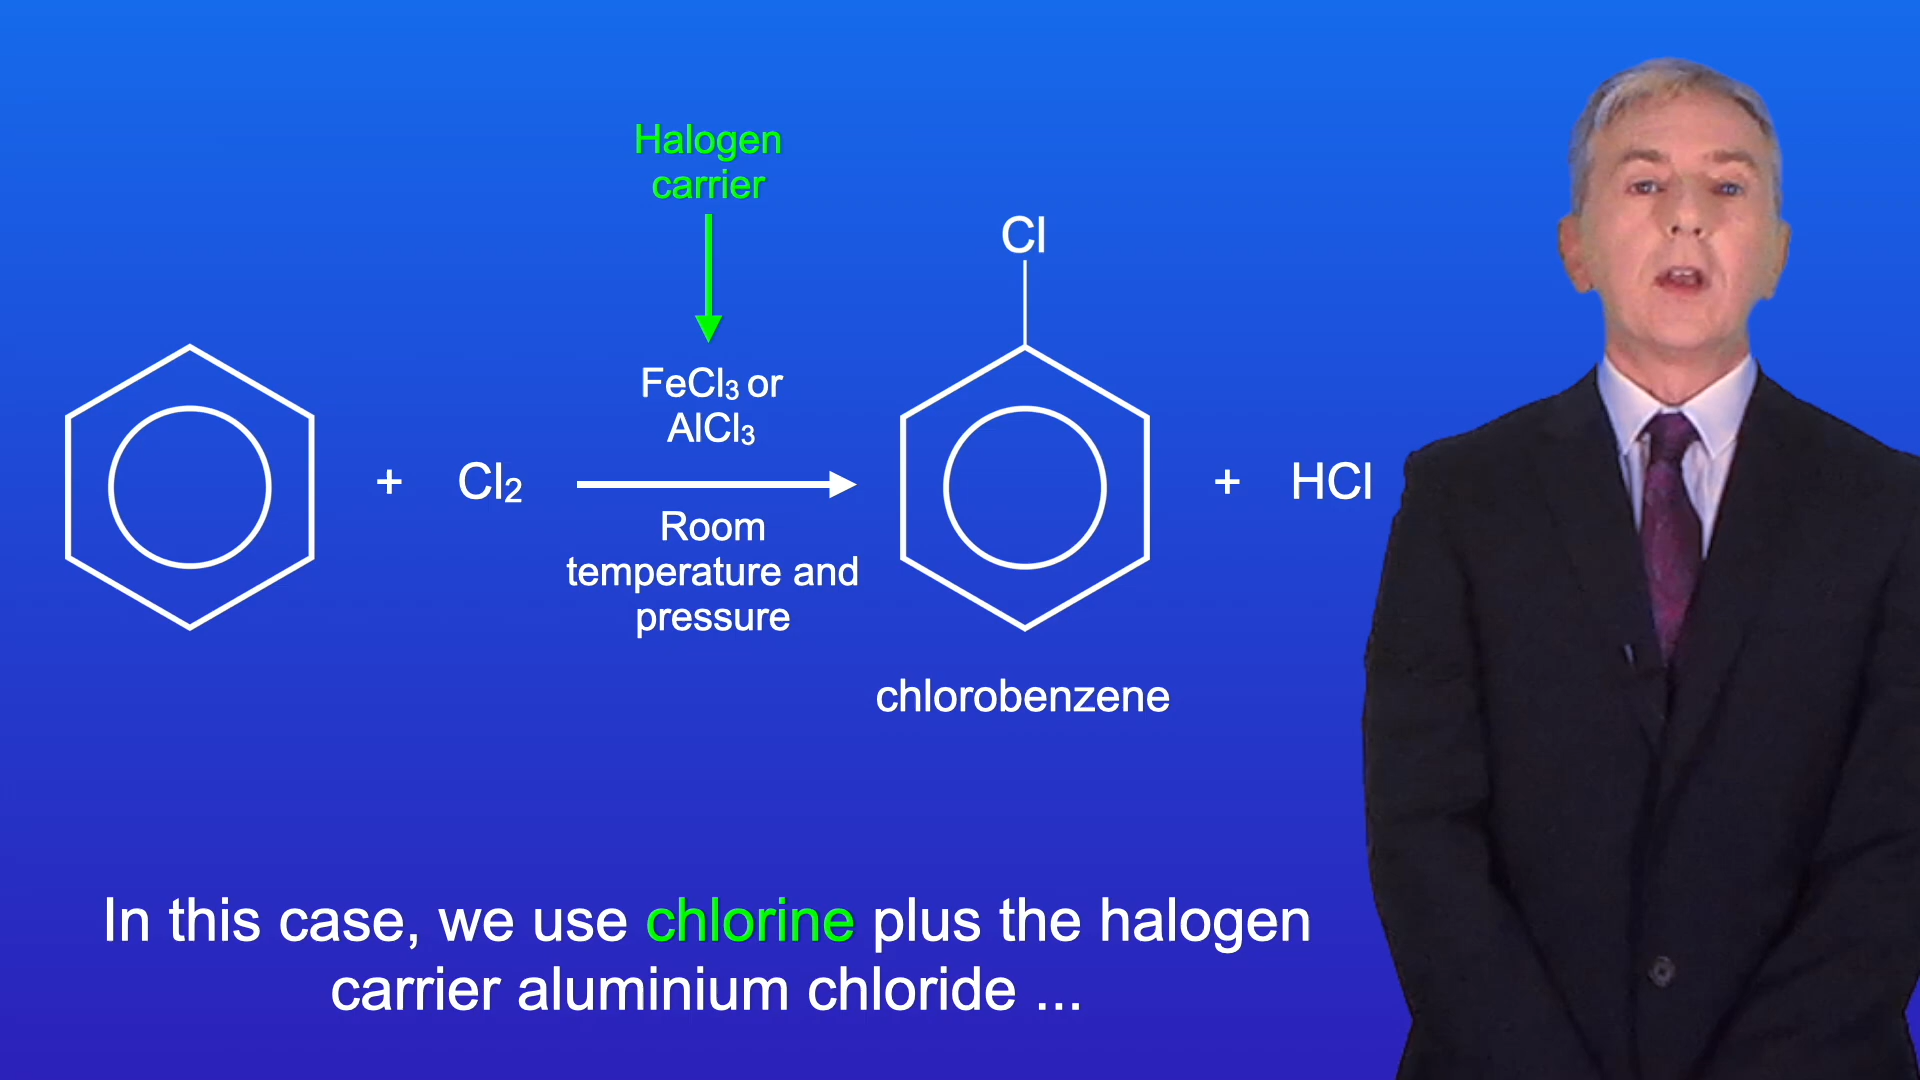 Halogen
carrier
Cl
FeCl₃ or
AlCl₃
+ Cl₂
+ HCl
Room
temperature and
pressure
chlorobenzene
In this case, we use chlorine plus the halogen
carrier aluminium chloride ...